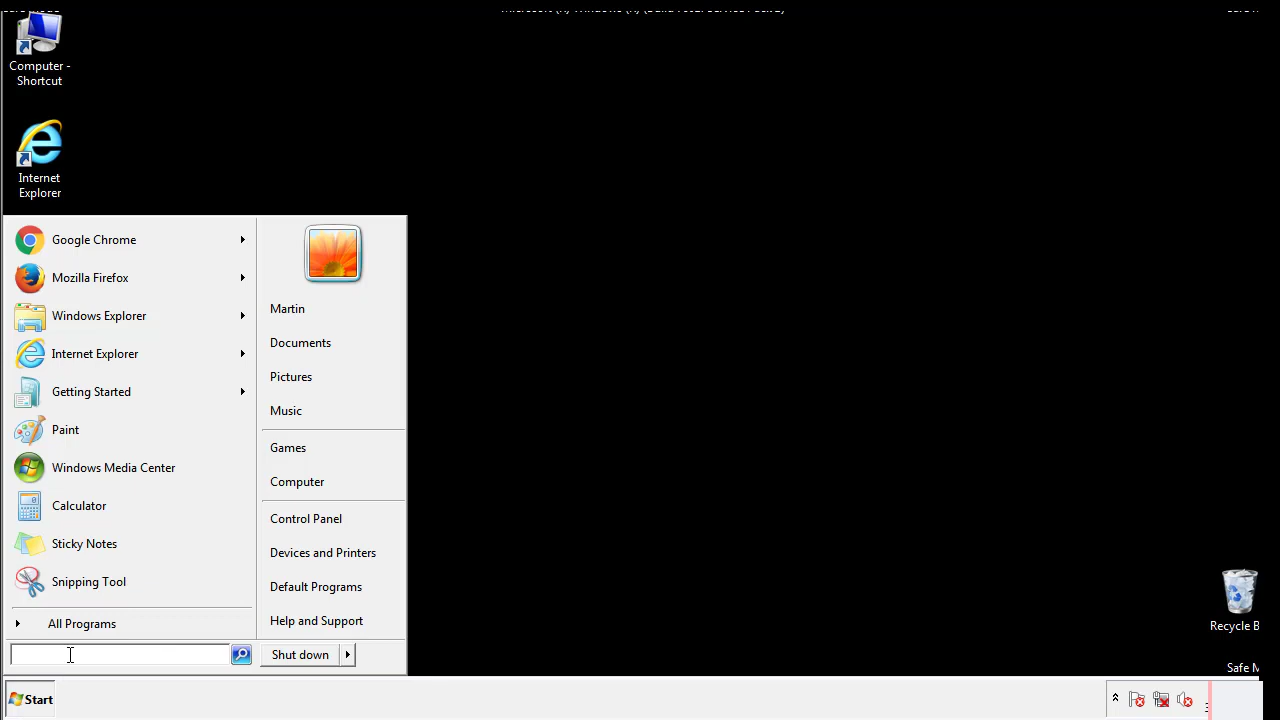 Computer -
Shortcut
Internet
Explorer
Google Chrome
Mozilla Firefox
Windows Explorer
Internet Explorer
Getting Started
Paint
Windows Media Center
Calculator
Sticky Notes
Snipping Tool
All Programs
Martin
Documents
Pictures
Music
Games
Computer
Control Panel
Devices and Printers
Default Programs
Help and Support
Shut down
Recycle B
Safe M
Start